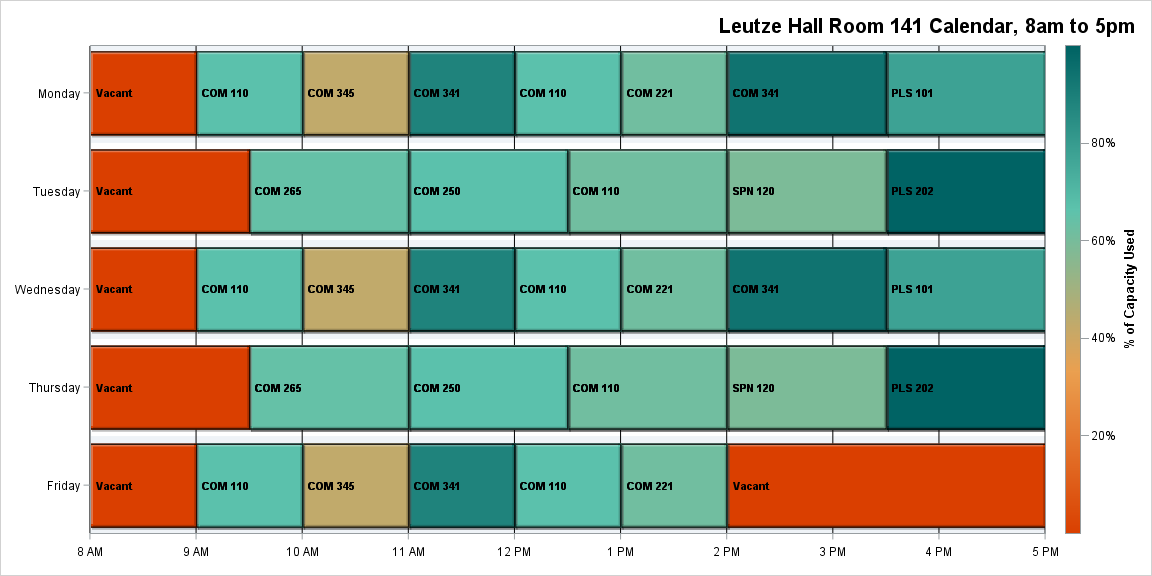 Leutze Hall Room 141 Calendar, 8am to 5pm
Monday
Vacant
COM 110
COM 345
COM 341
COM 110
COM 221
COM 341
PLS 101
Tuesday
Vacant
COM 265
COM 250
COM 110
SPN 120
PLS 202
Wednesday
Vacant
COM 110
COM 345
COM 341
COM 110
COM 221
COM 341
PLS 101
Thursday
Vacant
COM 265
COM 250
COM 110
SPN 120
PLS 202
Friday
Vacant
COM 110
COM 345
COM 341
COM 110
COM 221
Vacant
8 AM
9 AM
10 AM
11 AM
12 PM
1 PM
2 PM
3 PM
4 PM
5 PM
80%
60%
40%
20%
% of Capacity Used